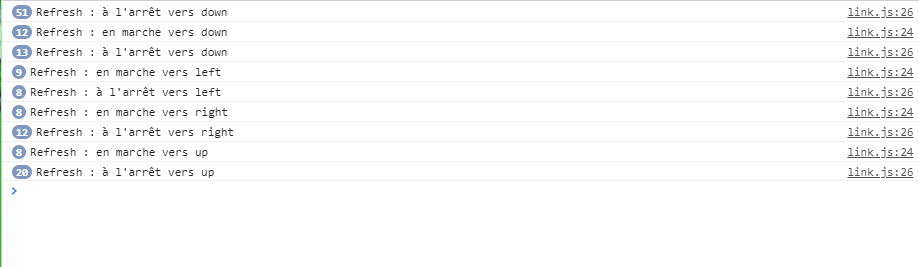 51 Refresh : à l'arrêt vers down link.js:26
12 Refresh : en marche vers down link.js:24
13 Refresh : à l'arrêt vers down link.js:26
9 Refresh : en marche vers left link.js:24
8 Refresh : à l'arrêt vers left link.js:26
8 Refresh : en marche vers right link.js:24
12 Refresh : à l'arrêt vers right link.js:26
8 Refresh : en marche vers up link.js:24
20 Refresh : à l'arrêt vers up link.js:26
>